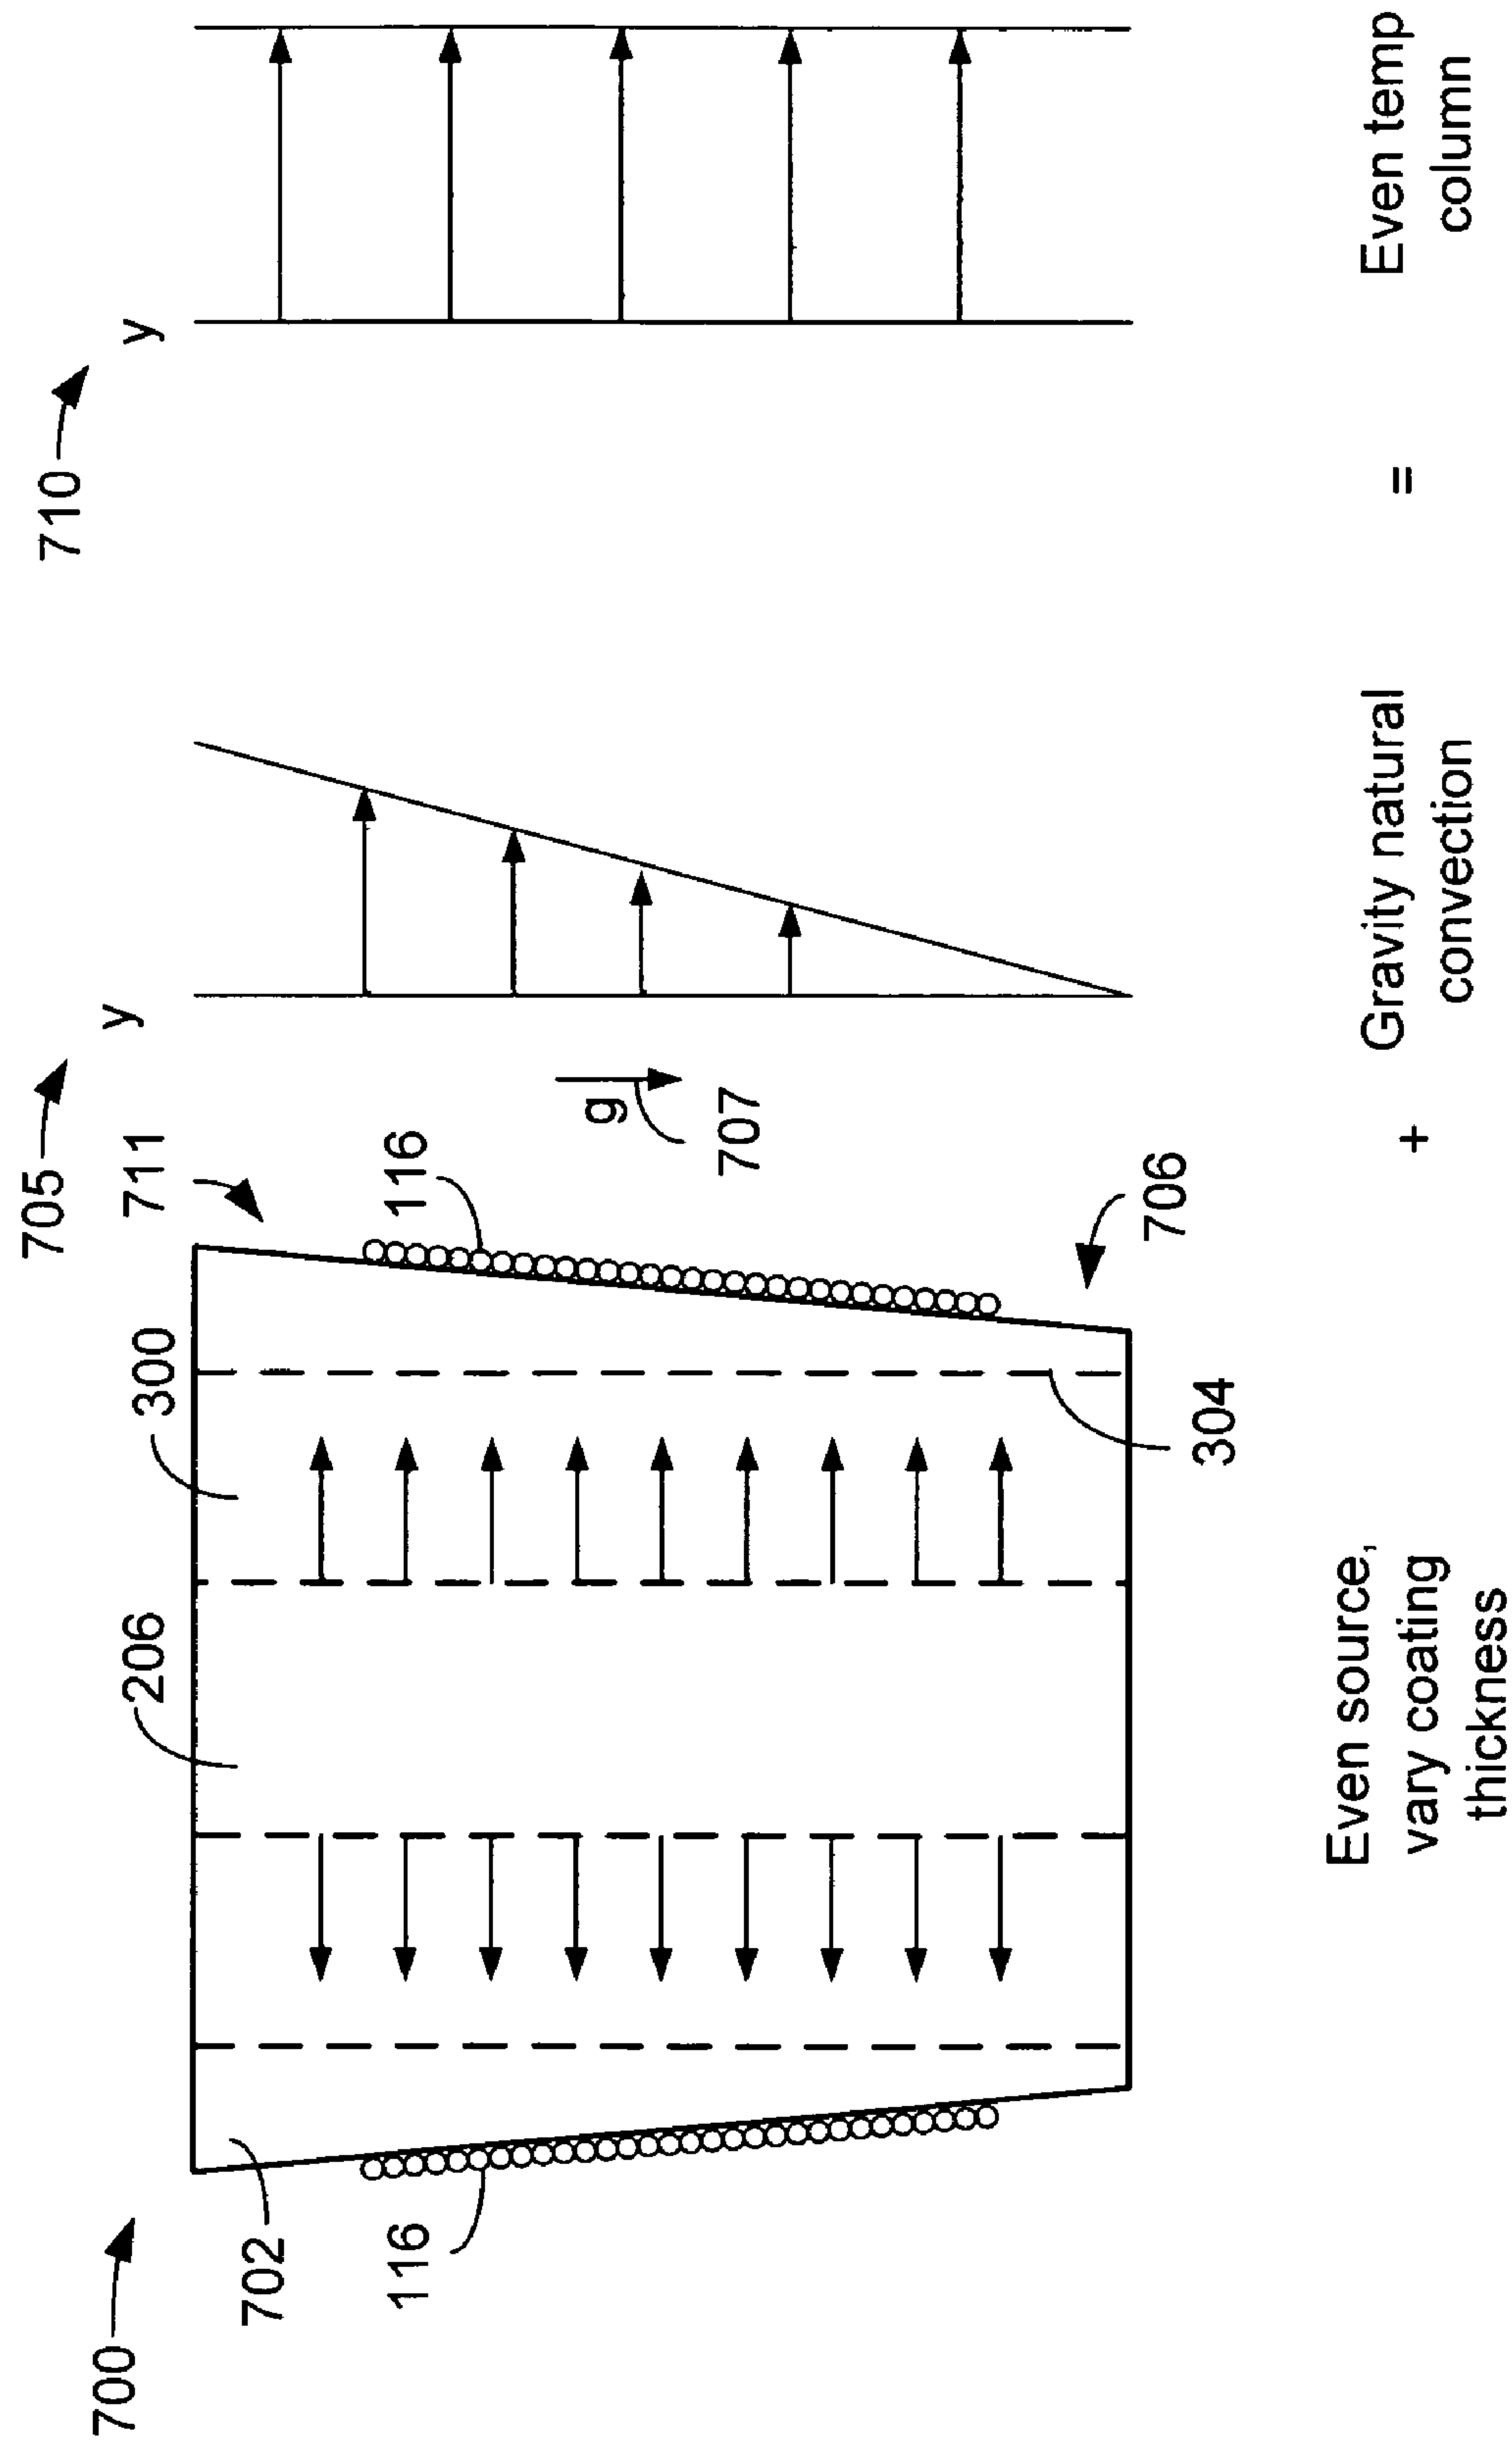 700
705
710
y
y
206
300
711
702
116
116
g
707
706
304
Even source,
vary coating
thickness
+
Gravity natural
convection
=
Even temp
column